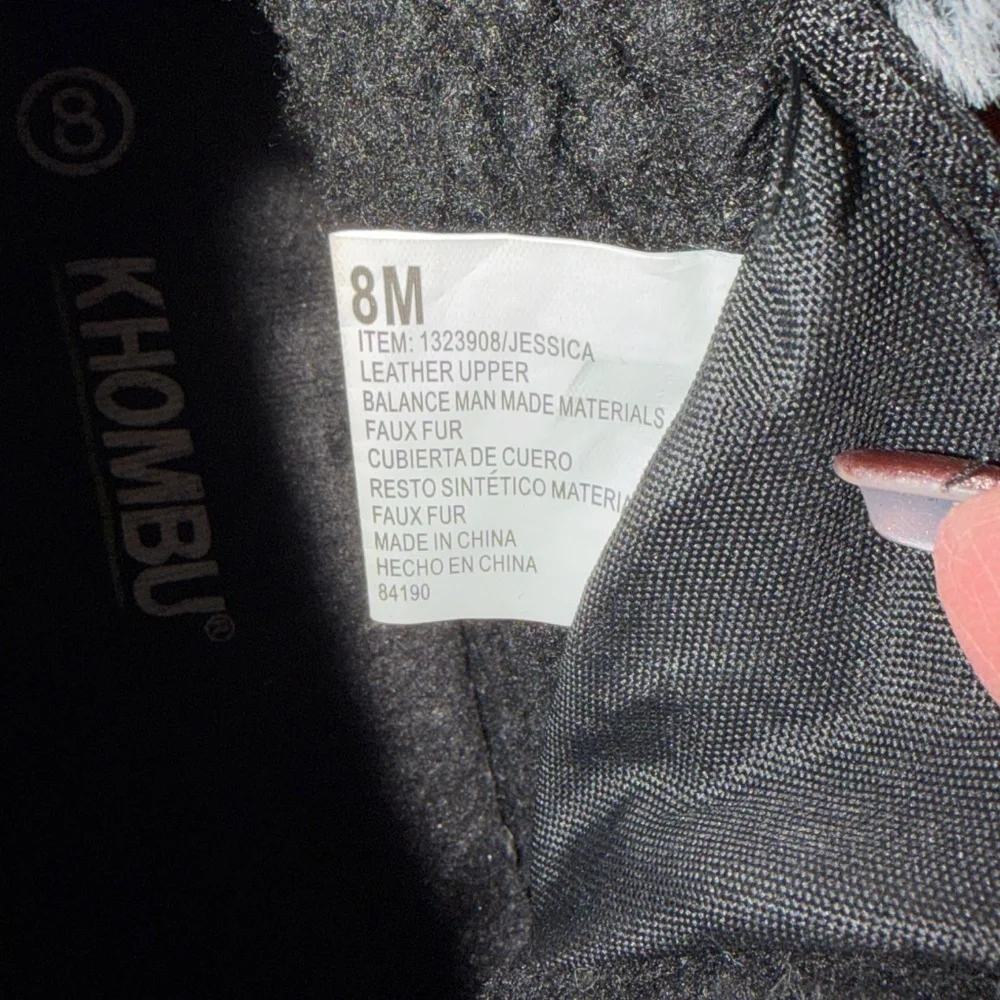 8
KHOMBU®
8M
ITEM: 1323908/JESSICA
LEATHER UPPER
BALANCE MAN MADE MATERIALS
FAUX FUR
CUBIERTA DE CUERO
RESTO SINTÉTICO MATERI
FAUX FUR
MADE IN CHINA
HECHO EN CHINA
84190